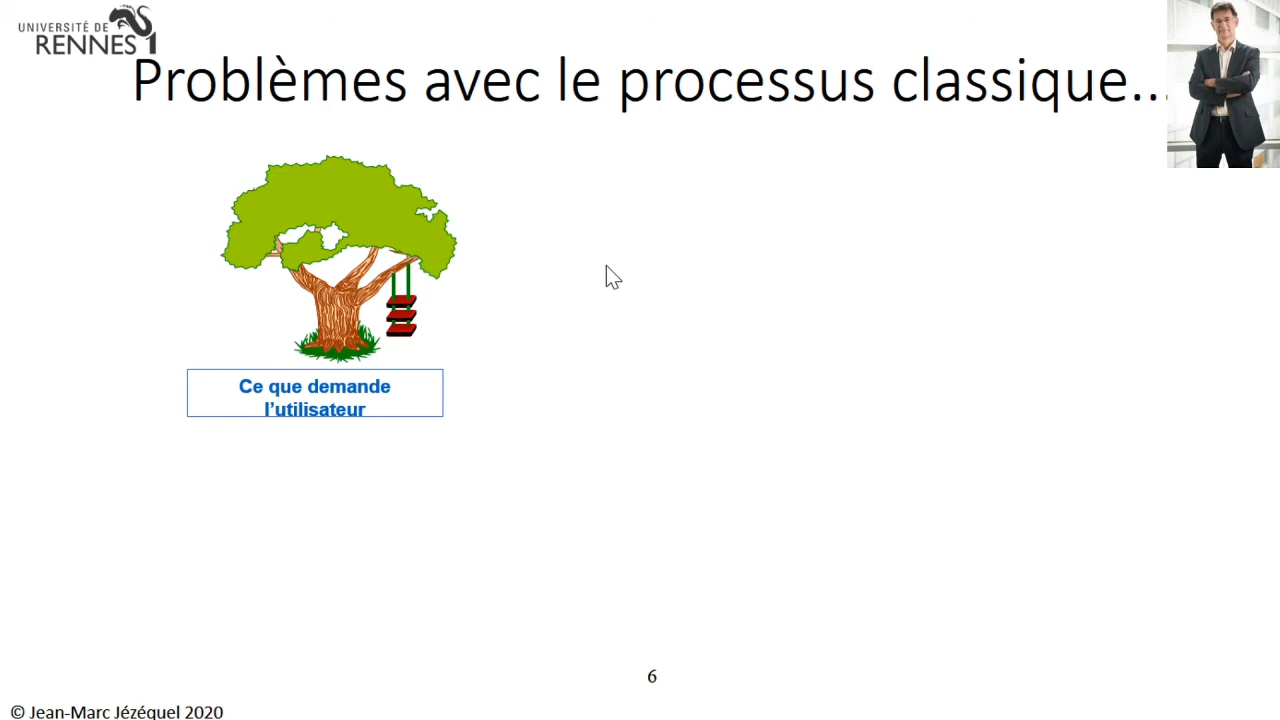 UNIVERSITÉ DE
RENNES 1
Problèmes avec le processus classique...
Ce que demande
l’utilisateur
6
© Jean-Marc Jézéquel 2020